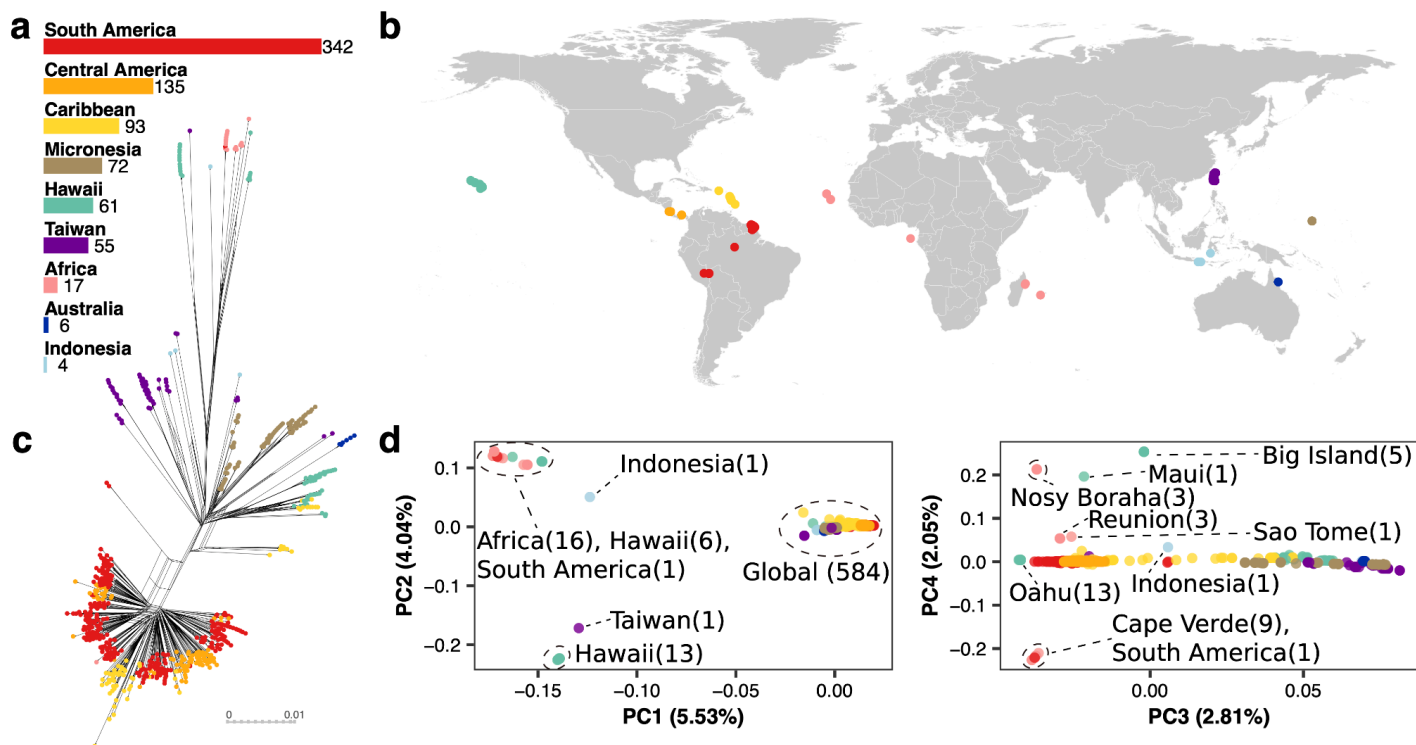 a
South America
342
Central America
135
Caribbean
93
Micronesia
72
Hawaii
61
Taiwan
55
Africa
17
Australia
6
Indonesia
4
b
c
0 0.01
d
PC2 (4.04%)
0.1
0.0
−0.1
−0.2
Indonesia(1)
Africa(16), Hawaii(6),
South America(1)
Global (584)
Taiwan(1)
Hawaii(13)
−0.15 −0.10 −0.05 0.00
PC1 (5.53%)
PC4 (2.05%)
0.2
0.1
0.0
−0.1
−0.2
Big Island(5)
Maui(1)
Nosy Boraha(3)
Reunion(3)
Sao Tome(1)
Oahu(13)
Indonesia(1)
Cape Verde(9),
South America(1)
0.00 0.05
PC3 (2.81%)